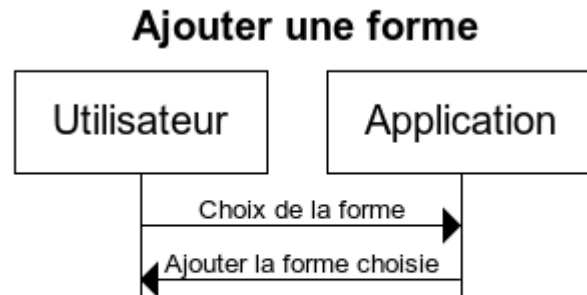 Ajouter une forme
Utilisateur
Application
Choix de la forme
Ajouter la forme choisie